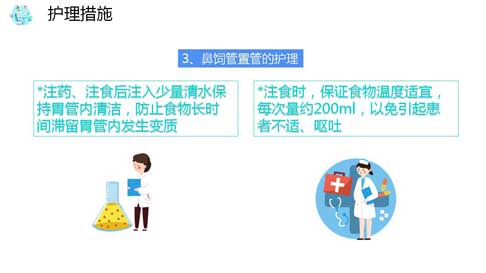 护理措施
3、鼻饲管置管的护理
*注药、注食后注入少量清水保
持胃管内清洁，防止食物长时
间滞留胃管内发生变质
*注食时，保证食物温度适宜，
每次量约200ml，以免引起患
者不适、呕吐